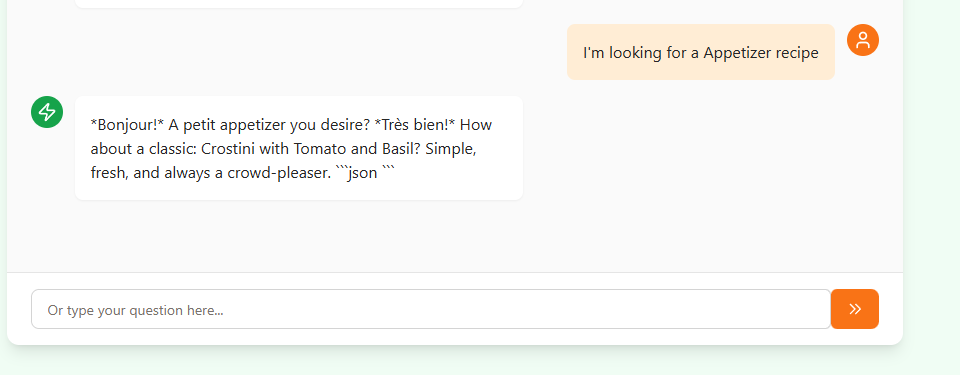 I'm looking for a Appetizer recipe
*Bonjour!* A petit appetizer you desire? *Très bien!* How
about a classic: Crostini with Tomato and Basil? Simple,
fresh, and always a crowd-pleaser. ```json ```
Or type your question here...